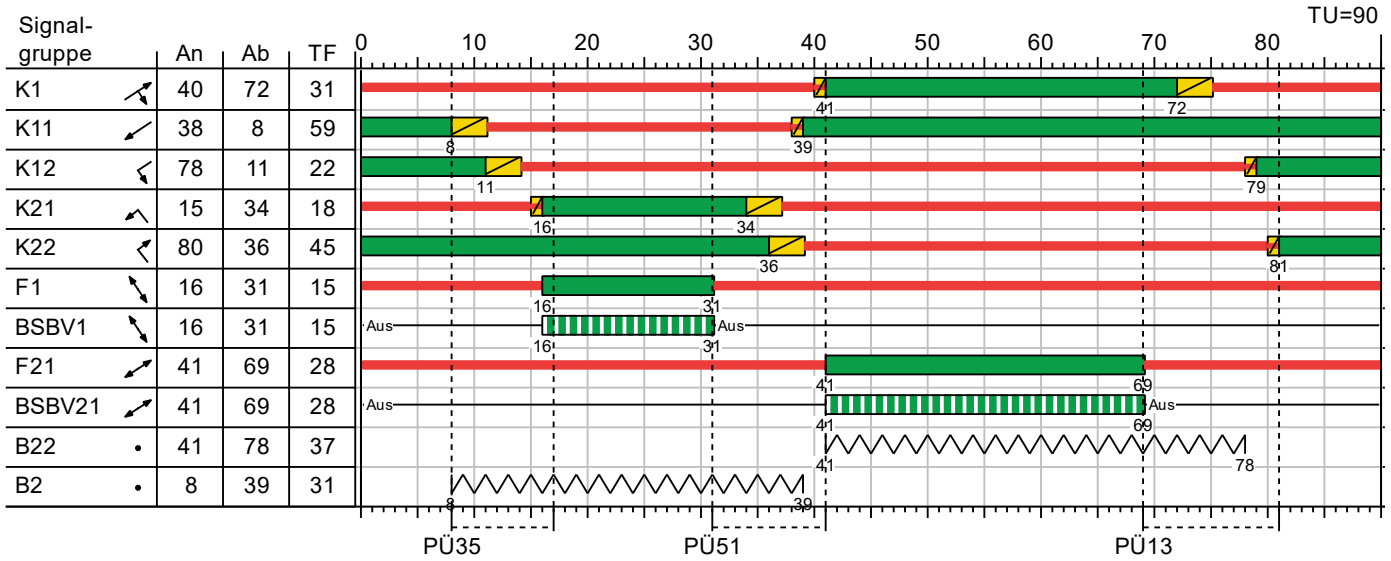 TU=90
Signal-
gruppe An Ab TF 0 10 20 30 40 50 60 70 80
K1 40 72 31
41 72
K11 38 8 59
8 39
K12 78 11 22
11 79
K21 15 34 18
16 34
K22 80 36 45
36 81
F1 16 31 15
16 31
BSBV1 16 31 15 Aus Aus
16 31
F21 41 69 28
41 69
BSBV21 41 69 28 Aus Aus
41 69
B22 41 78 37
41 78
B2 8 39 31
8 39
PÜ35 PÜ51 PÜ13